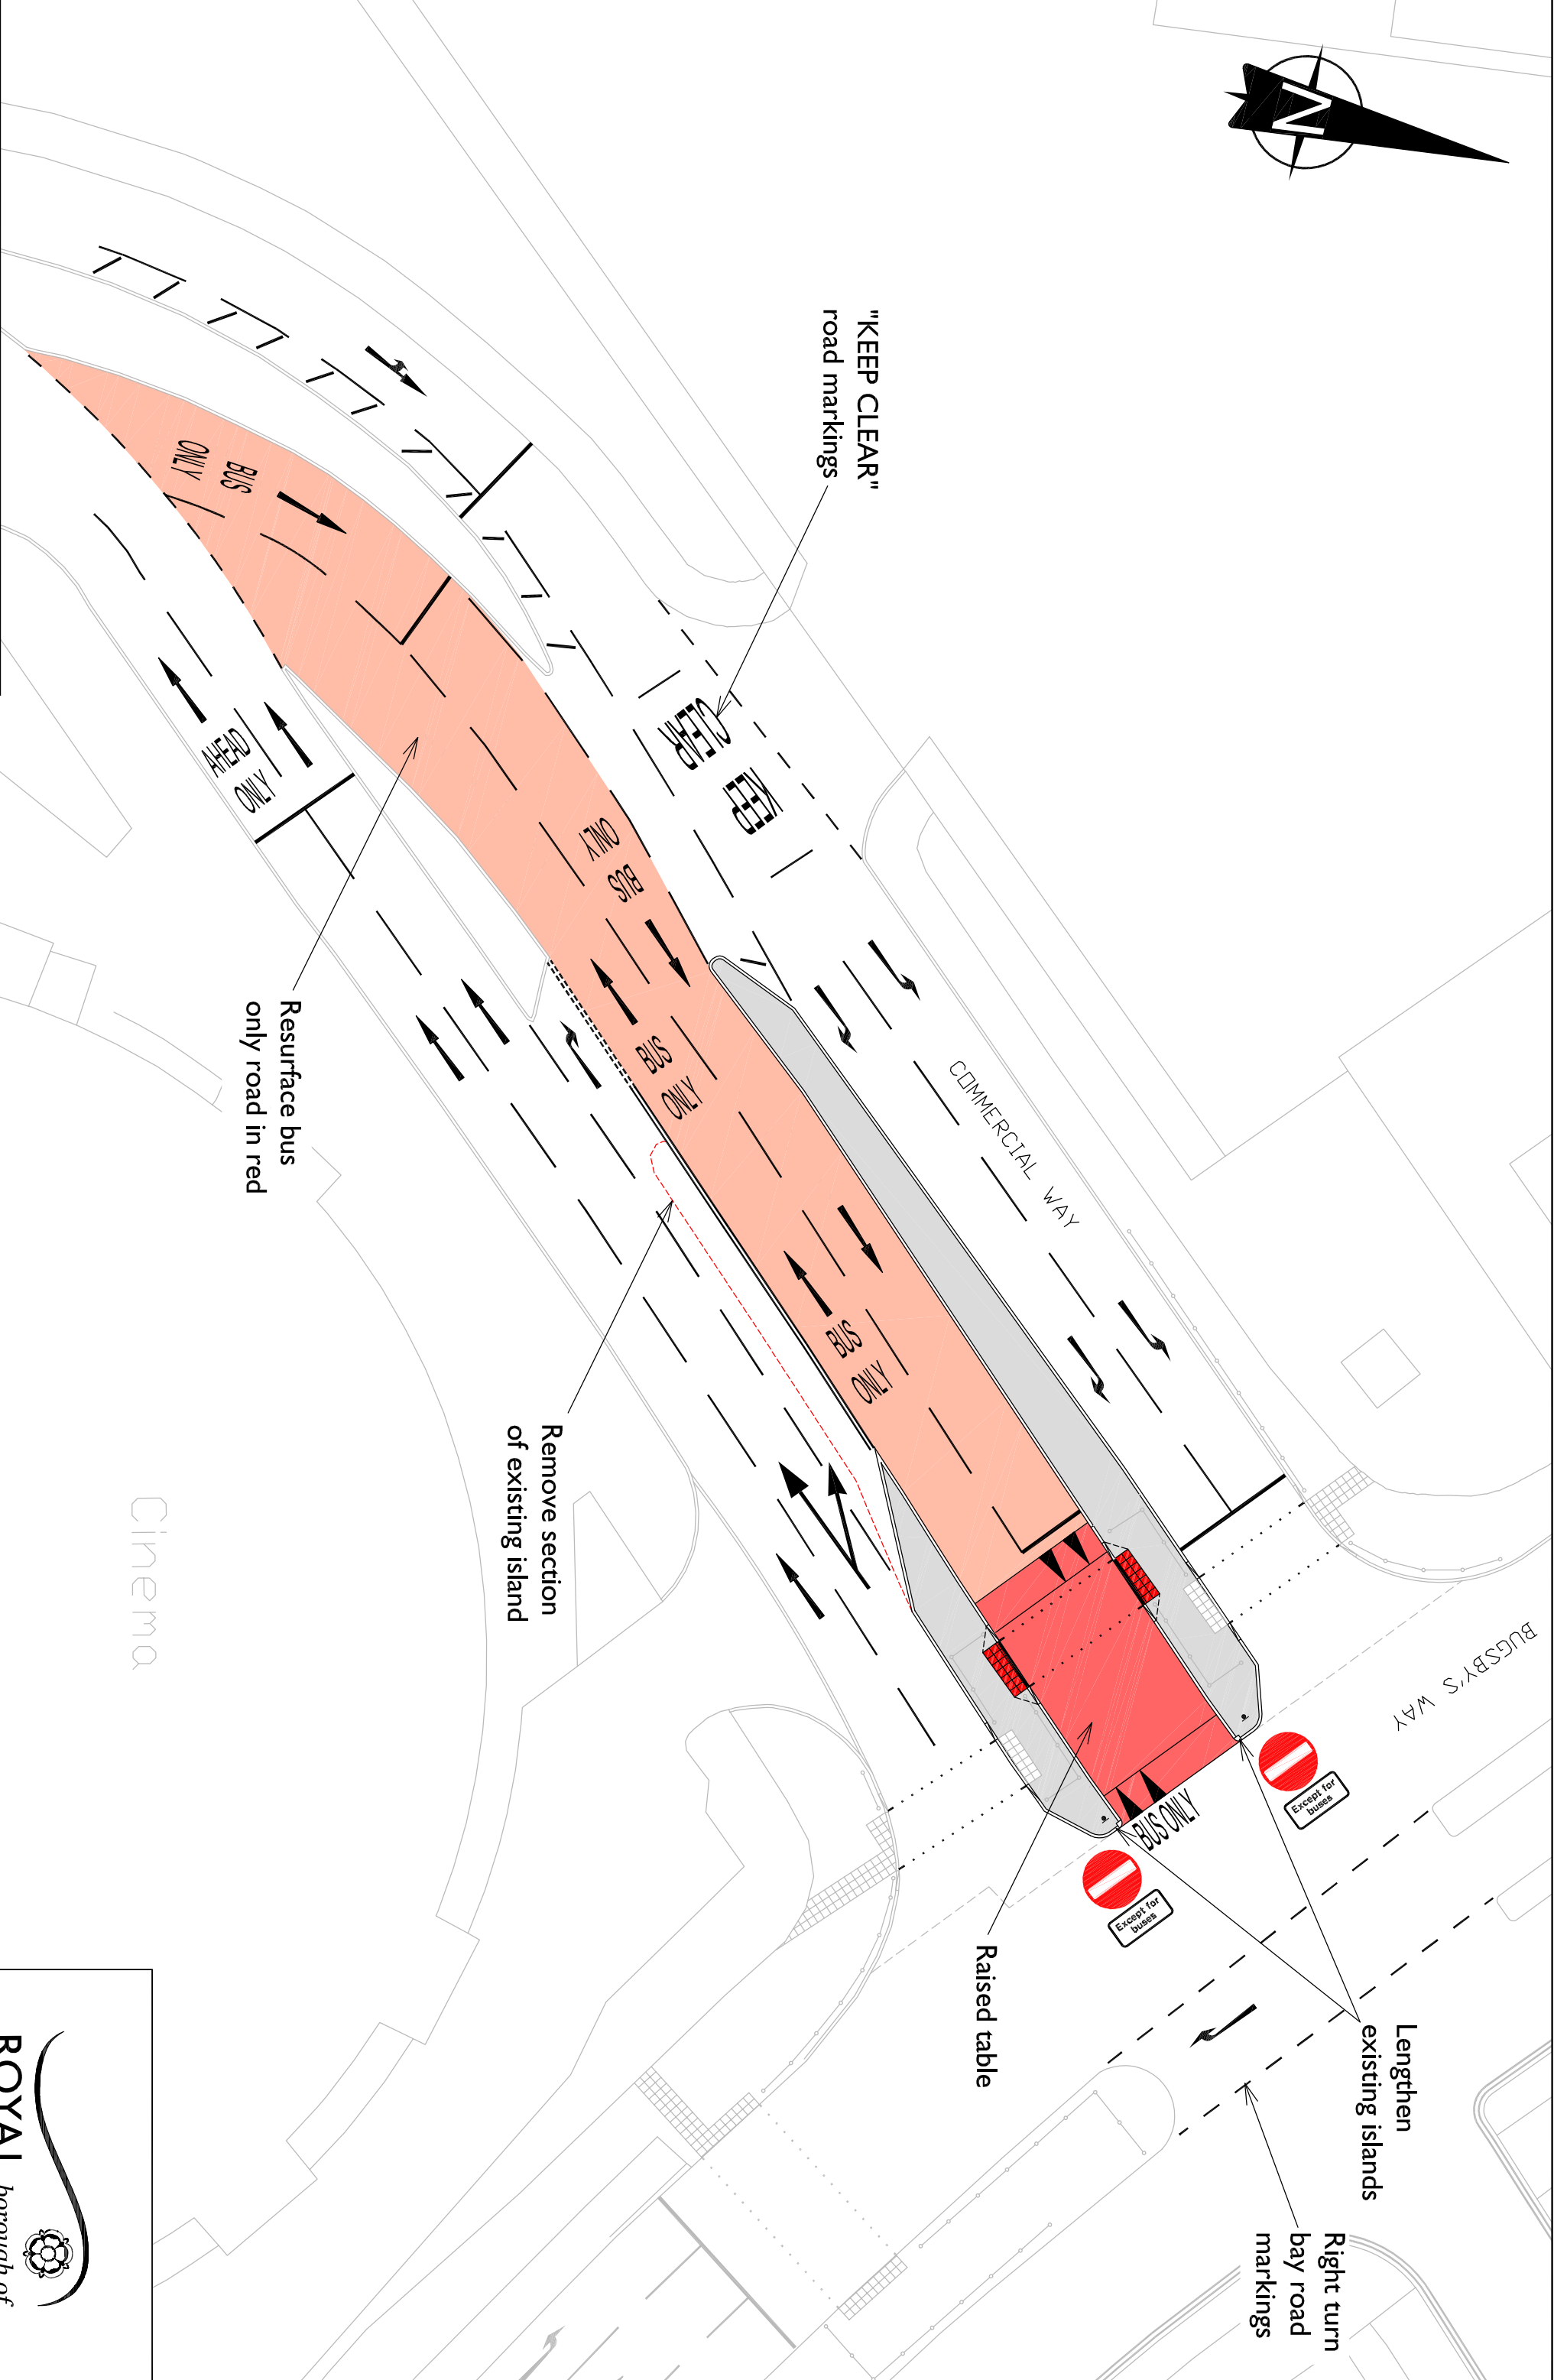 N
"KEEP CLEAR"
road markings
BUS
ONLY
KEEP
CLEAR
AHEAD
ONLY
BUS
ONLY
BUS
ONLY
COMMERCIAL WAY
Resurface bus
only road in red
BUS
ONLY
Remove section
of existing island
Cinema
BUGSBY'S WAY
Except for
buses
BUS ONLY
Except for
buses
Raised table
Lengthen
existing islands
Right turn
bay road
markings
ROYAL borough of